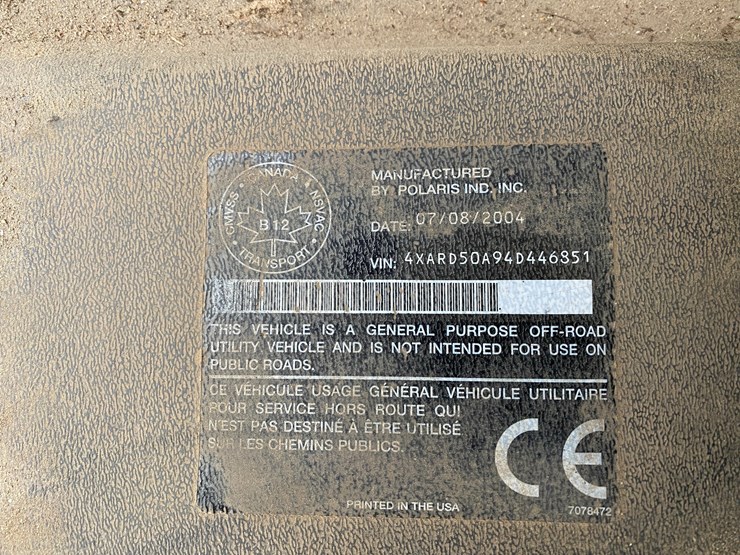 CANADA
CMVSS NSVAC
B 12
TRANSPORT
MANUFACTURED
BY POLARIS IND. INC.
DATE: 07/08/2004
VIN: 4XARD50A94D446851
THIS VEHICLE IS A GENERAL PURPOSE OFF-ROAD
UTILITY VEHICLE AND IS NOT INTENDED FOR USE ON
PUBLIC ROADS.
CE VÉHICULE USAGE GÉNÉRAL VÉHICULE UTILITAIRE
POUR SERVICE HORS ROUTE QUI
N'EST PAS DESTINÉ À ÊTRE UTILISÉ
SUR LES CHEMINS PUBLICS.
CE
PRINTED IN THE USA
7078472